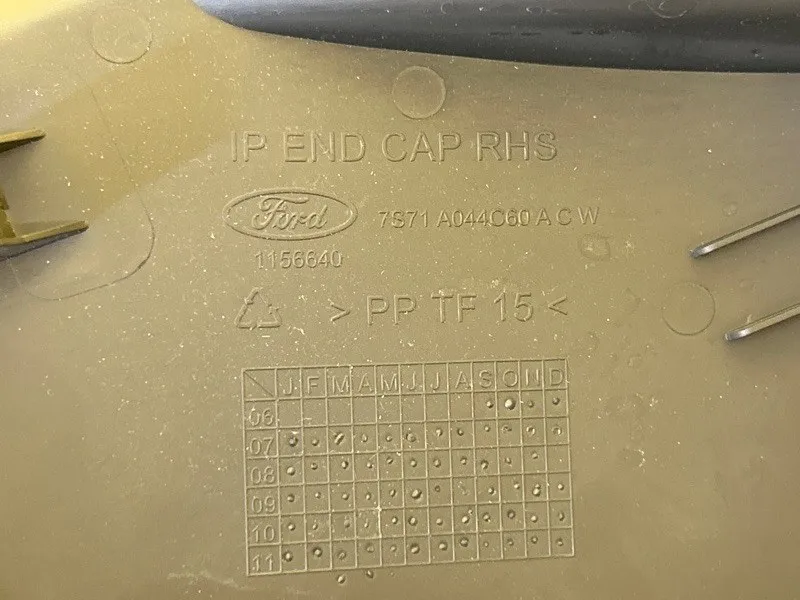 IP END CAP RHS
Ford 7S71 A044C60 A C W
1156640
> PP TF 15 <
J F M A M J J A S O N D
06
07
08
09
10
11